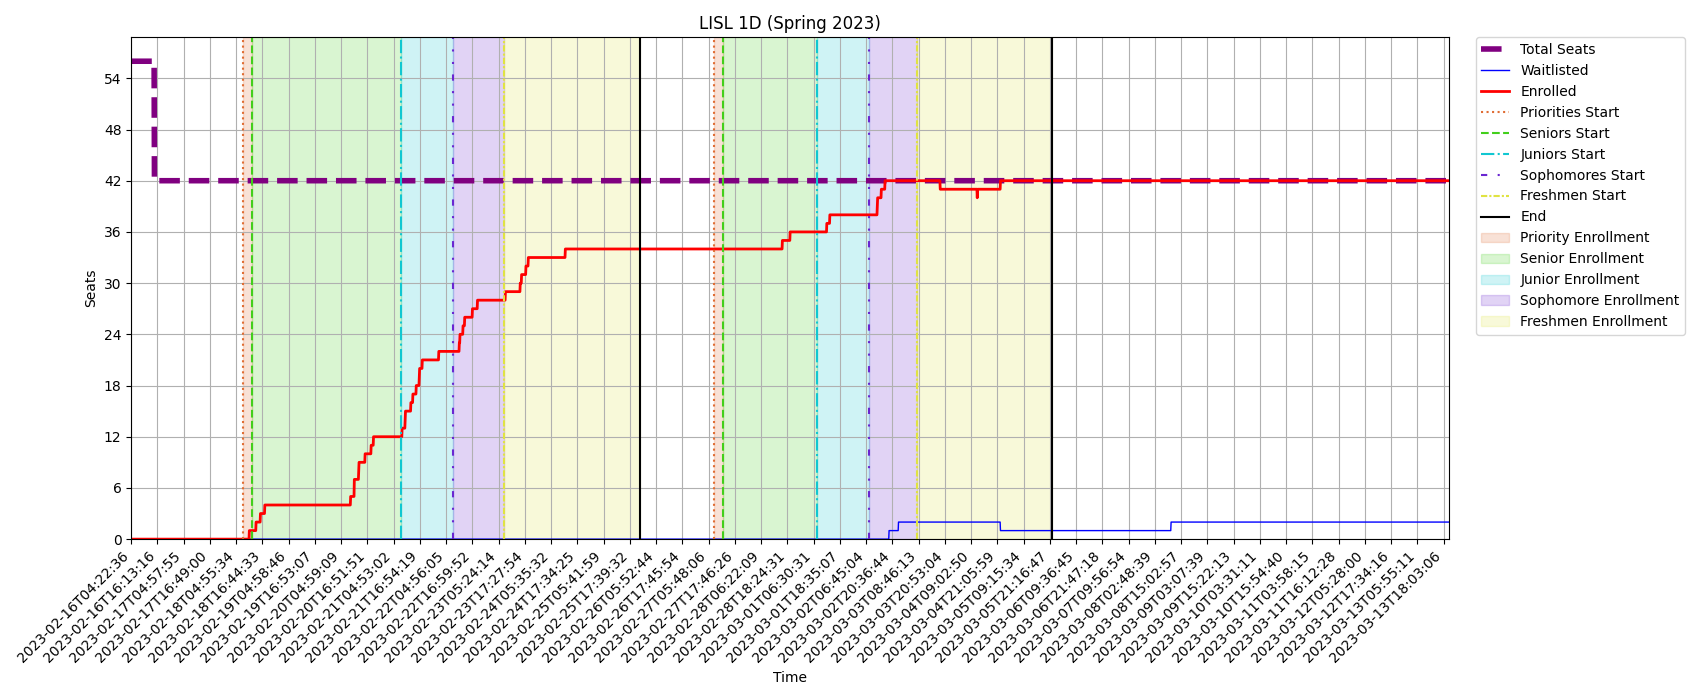 LISL 1D (Spring 2023)
Total Seats
Waitlisted
Enrolled
Priorities Start
Seniors Start
Juniors Start
Sophomores Start
Freshmen Start
End
Priority Enrollment
Senior Enrollment
Junior Enrollment
Sophomore Enrollment
Freshmen Enrollment
Seats
54
48
42
36
30
24
18
12
6
0
2023-02-16T04:22:36
2023-02-16T16:13:16
2023-02-17T04:57:55
2023-02-17T16:49:00
2023-02-18T04:55:34
2023-02-18T16:44:33
2023-02-19T04:58:46
2023-02-19T16:53:07
2023-02-20T04:59:09
2023-02-20T16:51:51
2023-02-21T04:53:02
2023-02-21T16:54:19
2023-02-22T04:56:05
2023-02-22T16:59:52
2023-02-23T05:24:14
2023-02-23T17:27:54
2023-02-24T05:35:32
2023-02-24T17:34:25
2023-02-25T05:41:59
2023-02-25T17:39:32
2023-02-26T05:52:44
2023-02-26T17:45:54
2023-02-27T05:48:06
2023-02-27T17:46:20
2023-02-28T06:22:09
2023-02-28T18:24:31
2023-03-01T06:30:31
2023-03-01T18:35:07
2023-03-02T06:45:04
2023-03-02T20:36:44
2023-03-03T08:46:13
2023-03-03T20:53:04
2023-03-04T09:02:50
2023-03-04T21:05:59
2023-03-05T09:15:34
2023-03-05T21:16:47
2023-03-06T09:36:45
2023-03-06T21:47:18
2023-03-07T09:56:54
2023-03-08T02:48:39
2023-03-08T15:02:57
2023-03-09T03:07:39
2023-03-09T15:22:13
2023-03-10T03:31:11
2023-03-10T15:54:40
2023-03-11T03:58:15
2023-03-11T16:12:28
2023-03-12T05:28:00
2023-03-12T17:34:16
2023-03-13T05:55:11
2023-03-13T18:03:06
Time